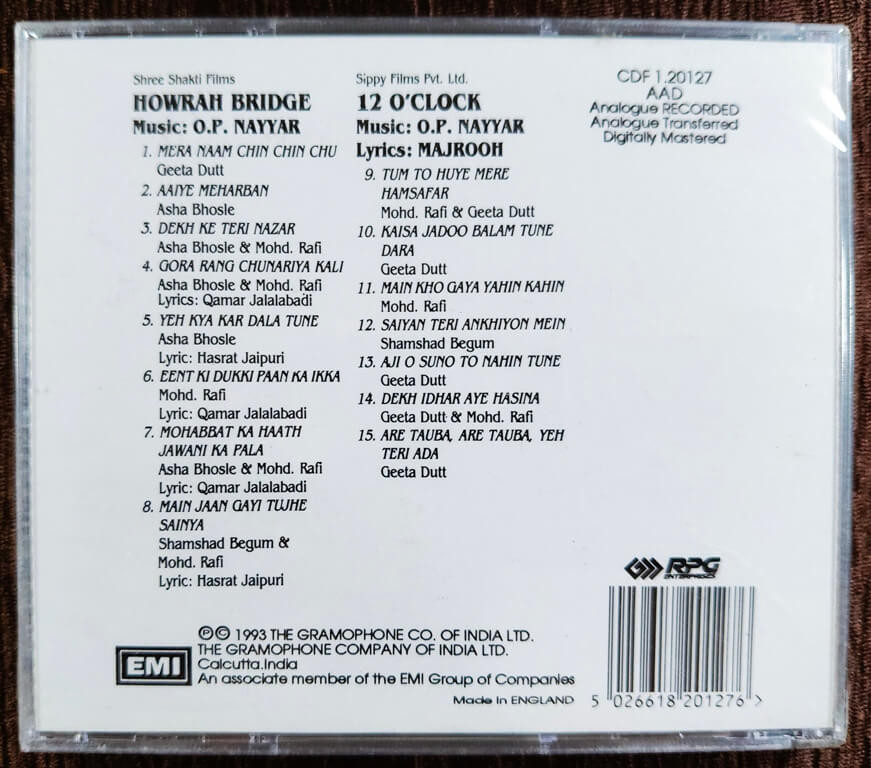 Shree Shakti Films
HOWRAH BRIDGE
Music: O.P. NAYYAR
1. MERA NAAM CHIN CHIN CHU
Geeta Dutt
2. AAIYE MEHARBAN
Asha Bhosle
3. DEKH KE TERI NAZAR
Asha Bhosle & Mohd. Rafi
4. GORA RANG CHUNARIYA KALI
Asha Bhosle & Mohd. Rafi
Lyrics: Qamar Jalalabadi
5. YEH KYA KAR DALA TUNE
Asha Bhosle
Lyric: Hasrat Jaipuri
6. EENT KI DUKKI PAAN KA IKKA
Mohd. Rafi
Lyric: Qamar Jalalabadi
7. MOHABBAT KA HAATH
JAWANI KA PALA
Asha Bhosle & Mohd. Rafi
Lyric: Qamar Jalalabadi
8. MAIN JAAN GAYI TUJHE
SAINYA
Shamshad Begum &
Mohd. Rafi
Lyric: Hasrat Jaipuri
Sippy Films Pvt. Ltd.
12 O'CLOCK
Music: O.P. NAYYAR
Lyrics: MAJROOH
9. TUM TO HUYE MERE
HAMSAFAR
Mohd. Rafi & Geeta Dutt
10. KAISA JADOO BALAM TUNE
DARA
Geeta Dutt
11. MAIN KHO GAYA YAHIN KAHIN
Mohd. Rafi
12. SAIYAN TERI ANKHIYON MEIN
Shamshad Begum
13. AJI O SUNO TO NAHIN TUNE
Geeta Dutt
14. DEKH IDHAR AYE HASINA
Geeta Dutt & Mohd. Rafi
15. ARE TAUBA, ARE TAUBA, YEH
TERI ADA
Geeta Dutt
CDF 1.20127
AAD
Analogue RECORDED
Analogue Transferred
Digitally Mastered
RPG
ENTERPRISES
EMI
℗© 1993 THE GRAMOPHONE CO. OF INDIA LTD.
THE GRAMOPHONE COMPANY OF INDIA LTD.
Calcutta.India
An associate member of the EMI Group of Companies
Made In ENGLAND
5 026618 201276 >